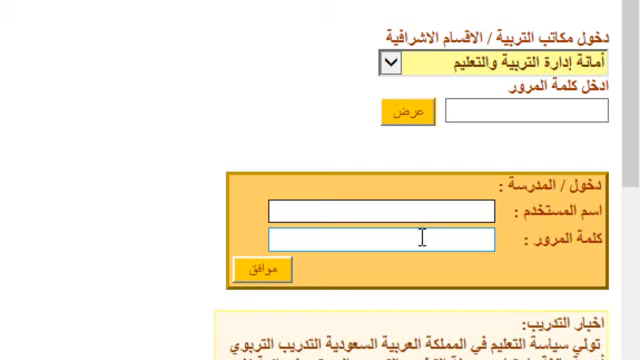 دخول مكاتب التربية / الاقسام الاشرافية
أمانة إدارة التربية والتعليم
ادخل كلمة المرور
عرض
دخول / المدرسة :
اسم المستخدم :
كلمة المرور :
موافق
اخبار التدريب:
تولي سياسة التعليم في المملكة العربية السعودية التدريب التربوي